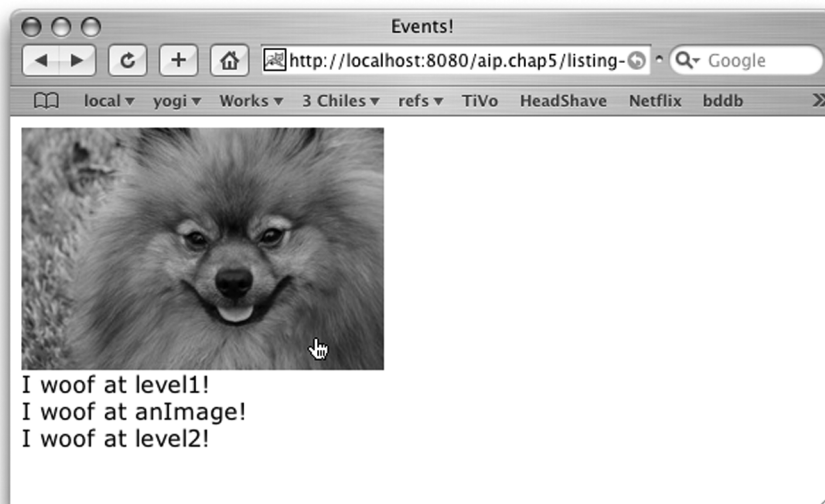 Events!
http://localhost:8080/aip.chap5/listing-
Google
local yogi Works 3 Chiles refs TiVo HeadShave Netflix bddb
I woof at level1!
I woof at anImage!
I woof at level2!